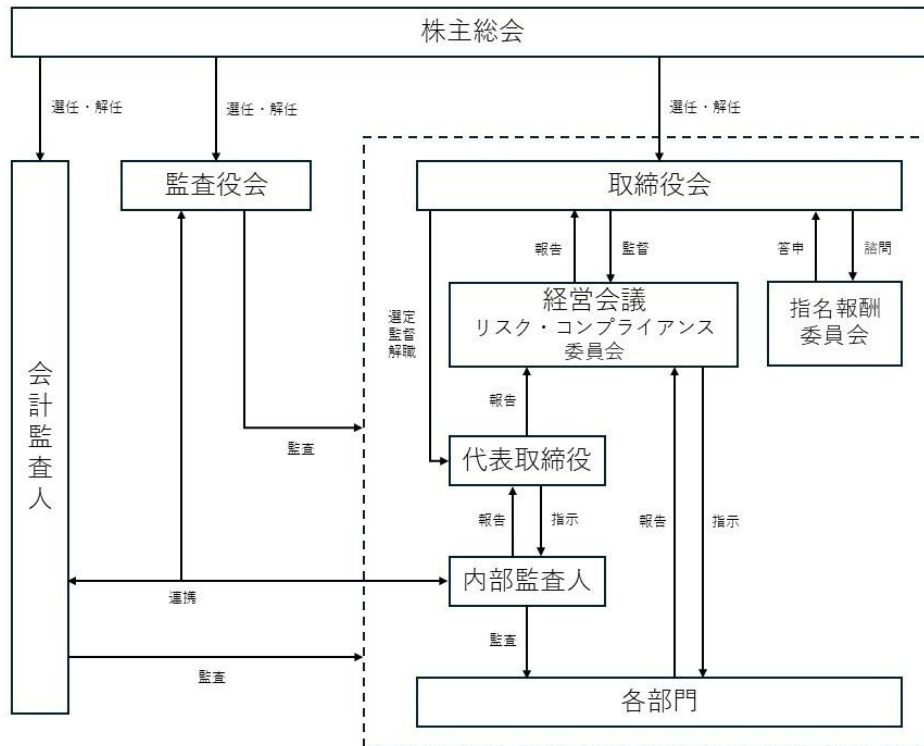 株主総会
選任・解任
選任・解任
選任・解任
監査役会
取締役会
報告
監督
答申
諮問
経営会議
リスク・コンプライアンス
委員会
指名報酬
委員会
選定
監督
解職
会計監査人
報告
監査
代表取締役
報告
指示
報告
指示
内部監査人
連携
監査
監査
各部門